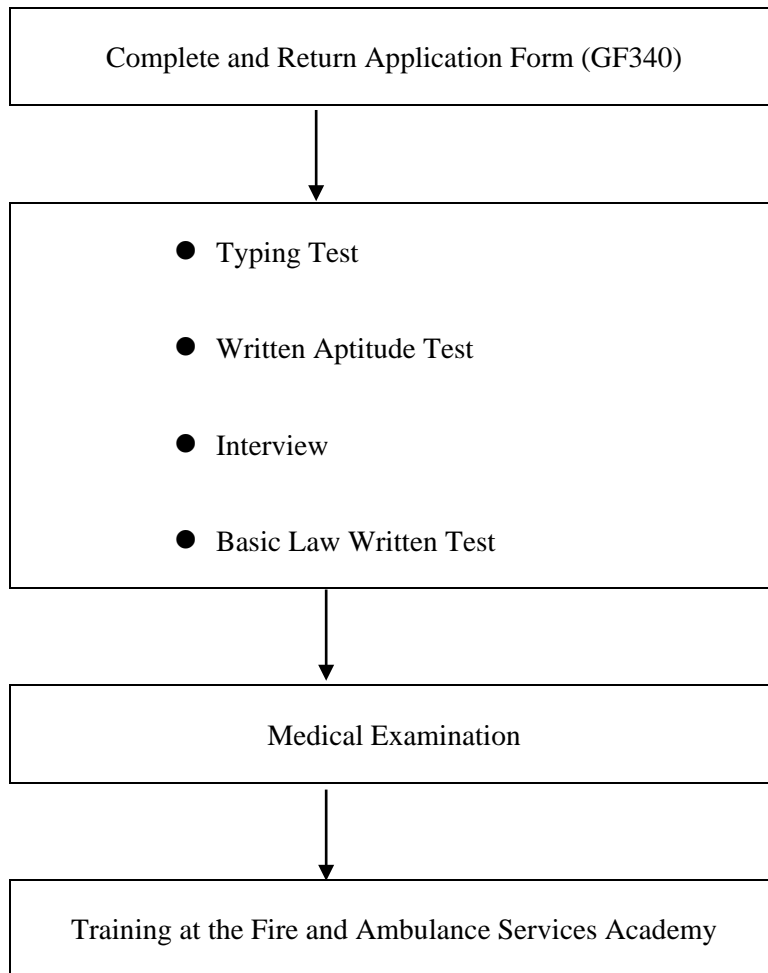 Complete and Return Application Form (GF340)
● Typing Test
● Written Aptitude Test
● Interview
● Basic Law Written Test
Medical Examination
Training at the Fire and Ambulance Services Academy